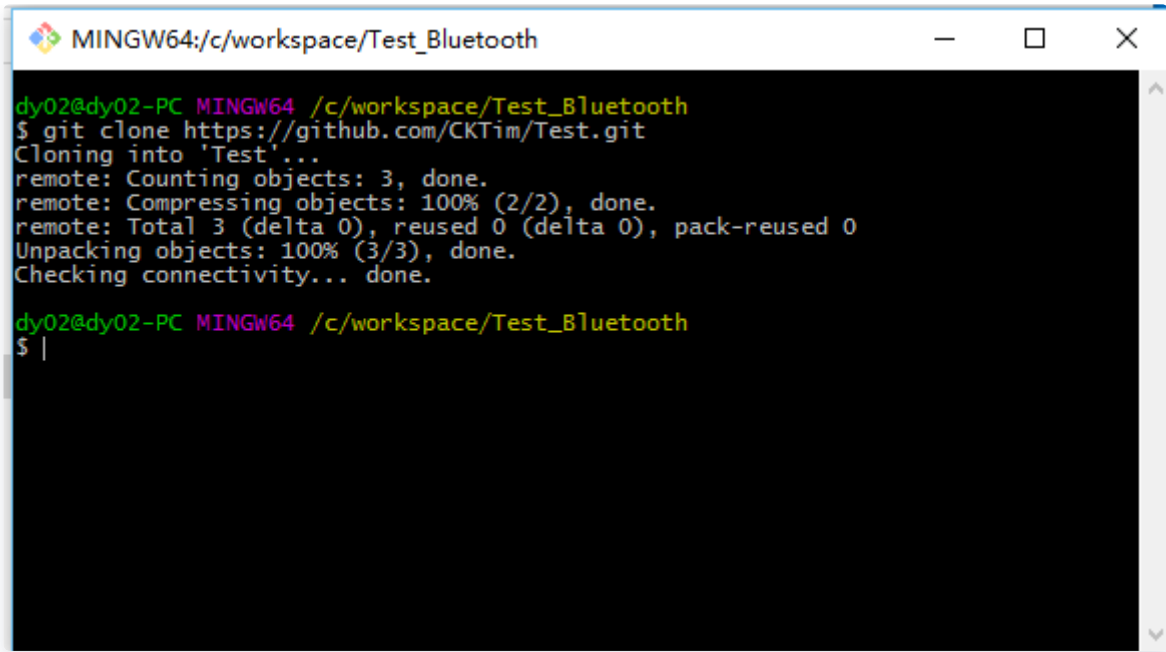 MINGW64:/c/workspace/Test_Bluetooth
dy02@dy02-PC MINGW64 /c/workspace/Test_Bluetooth
$ git clone https://github.com/CKTim/Test.git
Cloning into 'Test'...
remote: Counting objects: 3, done.
remote: Compressing objects: 100% (2/2), done.
remote: Total 3 (delta 0), reused 0 (delta 0), pack-reused 0
Unpacking objects: 100% (3/3), done.
Checking connectivity... done.
dy02@dy02-PC MINGW64 /c/workspace/Test_Bluetooth
$